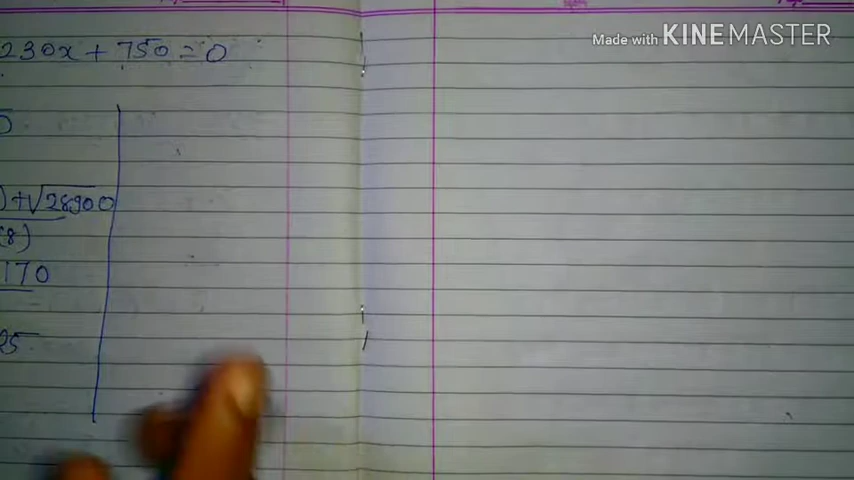 Made with KINEMASTER
230x + 750 = 0
) + √28900
(8)
170
25